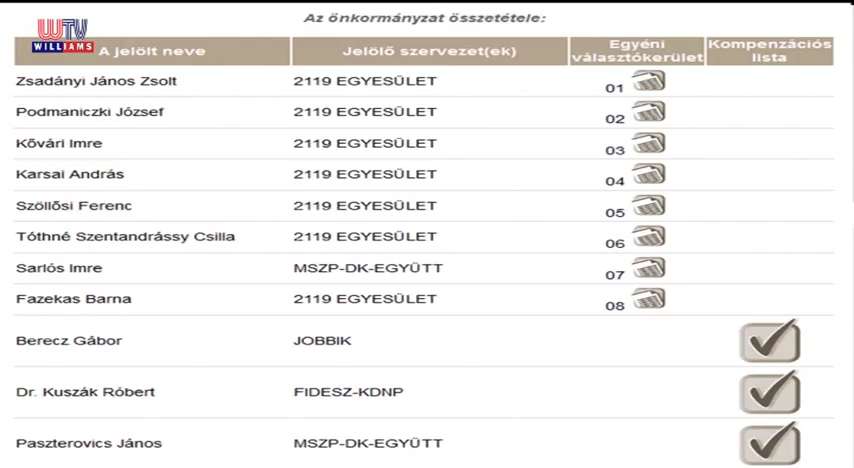 Az önkormányzat összetétele:
WTV
WILLIAMS
A jelölt neve Jelölő szervezet(ek) Egyéni választókerület Kompenzációs lista
Zsadányi János Zsolt 2119 EGYESÜLET 01
Podmaniczki József 2119 EGYESÜLET 02
Kővári Imre 2119 EGYESÜLET 03
Karsai András 2119 EGYESÜLET 04
Szöllősi Ferenc 2119 EGYESÜLET 05
Tóthné Szentandrássy Csilla 2119 EGYESÜLET 06
Sarlós Imre MSZP-DK-EGYÜTT 07
Fazekas Barna 2119 EGYESÜLET 08
Berecz Gábor JOBBIK
Dr. Kuszák Róbert FIDESZ-KDNP
Paszterovics János MSZP-DK-EGYÜTT